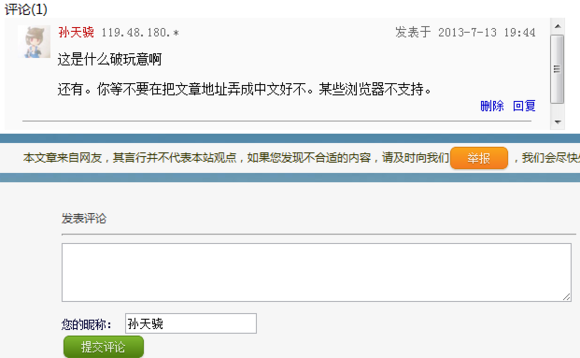 评论(1)
孙天骁 119.48.180.* 发表于 2013-7-13 19:44
这是什么破玩意啊
还有。你等不要在把文章地址弄成中文好不。某些浏览器不支持。
删除 回复
本文章来自网友，其言行并不代表本站观点，如果您发现不合适的内容，请及时向我们 举报 ，我们会尽快
发表评论
您的昵称： 孙天骁
提交评论